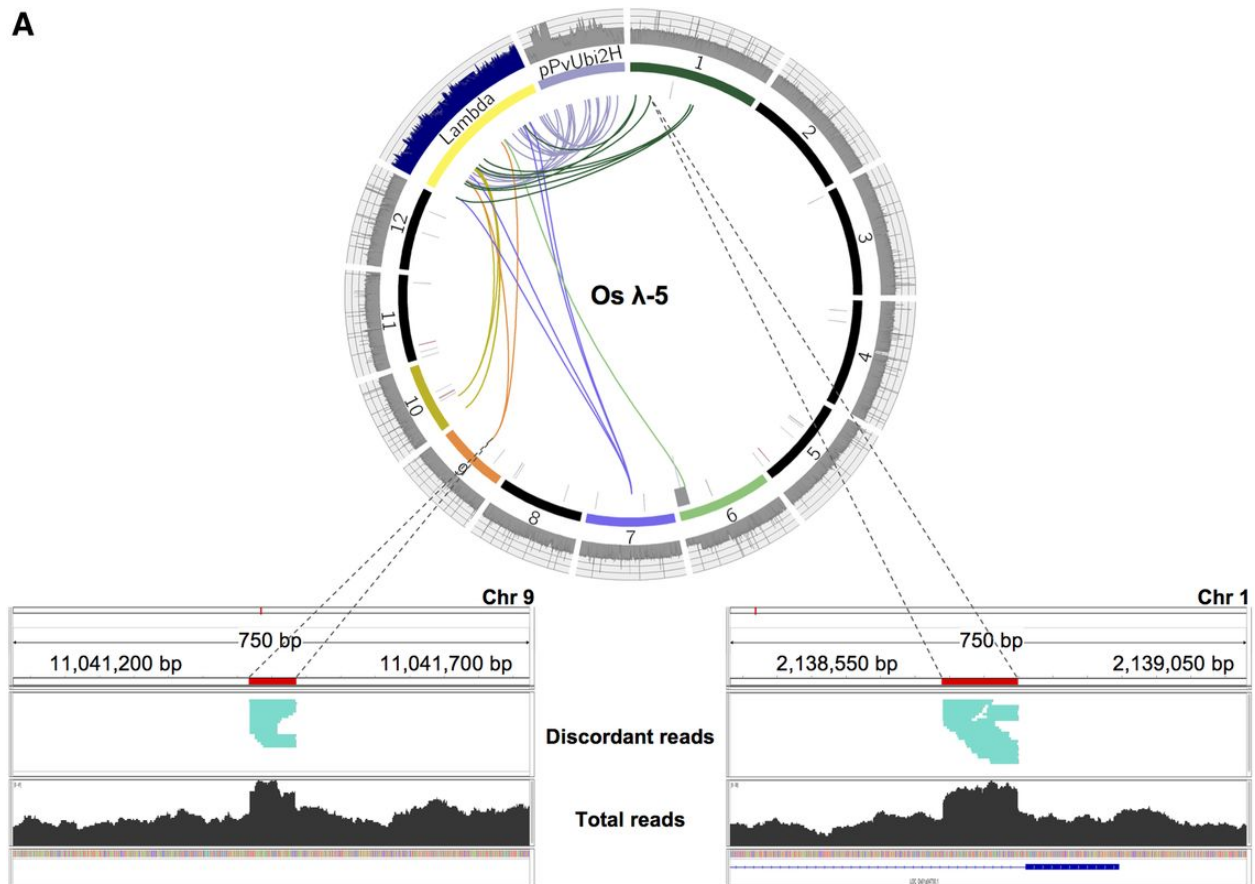 A
pPvUbi2H
1
Lambda
2
12
3
Os λ-5
11
4
10
5
9
6
8
7
Chr 9
Chr 1
750 bp
750 bp
11,041,200 bp
11,041,700 bp
2,138,550 bp
2,139,050 bp
Discordant reads
Total reads